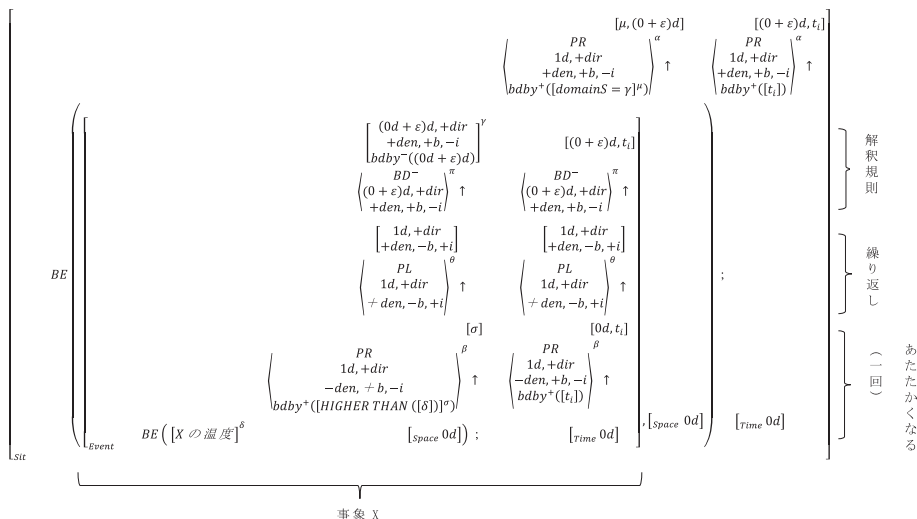 [μ, (0 + ε)d] [(0 + ε)d, tᵢ]
⟨PR ⟨PR
1d, +dir 1d, +dir
+den, +b, −i +den, +b, −i
bdby⁺([domainS = γ]^μ)⟩^α ↑ bdby⁺([tᵢ])⟩^α ↑
[(0d + ε)d, +dir
+den, +b, −i [(0 + ε)d, tᵢ]
bdby⁻((0d + ε)d)]^γ
⟨BD⁻ ⟨BD⁻
(0 + ε)d, +dir (0 + ε)d, +dir
+den, +b, −i⟩^π ↑ +den, +b, −i⟩^π ↑
解釈規則
[1d, +dir [1d, +dir
+den, −b, +i] +den, −b, +i]
⟨PL ⟨PL
1d, +dir 1d, +dir
∕−den, −b, +i⟩^θ ↑ ∕−den, −b, +i⟩^θ ↑
繰り返し
BE ;
[σ] [0d, tᵢ]
⟨PR ⟨PR
1d, +dir 1d, +dir
−den, ∕−b, −i −den, +b, −i
bdby⁺([HIGHER THAN ([δ])]^σ)⟩^β ↑ bdby⁺([tᵢ])⟩^β ↑
Event BE([X の温度]^δ [Space 0d]) ; [Time 0d] , [Space 0d] [Time 0d]
あたたかくなる
(一回)
Sit
事象 X